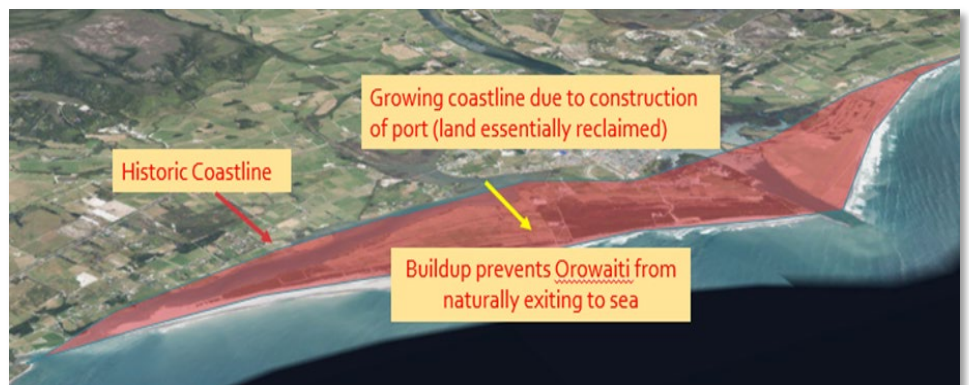 Growing coastline due to construction
of port (land essentially reclaimed)
Historic Coastline
Buildup prevents Orowaiti from
naturally exiting to sea